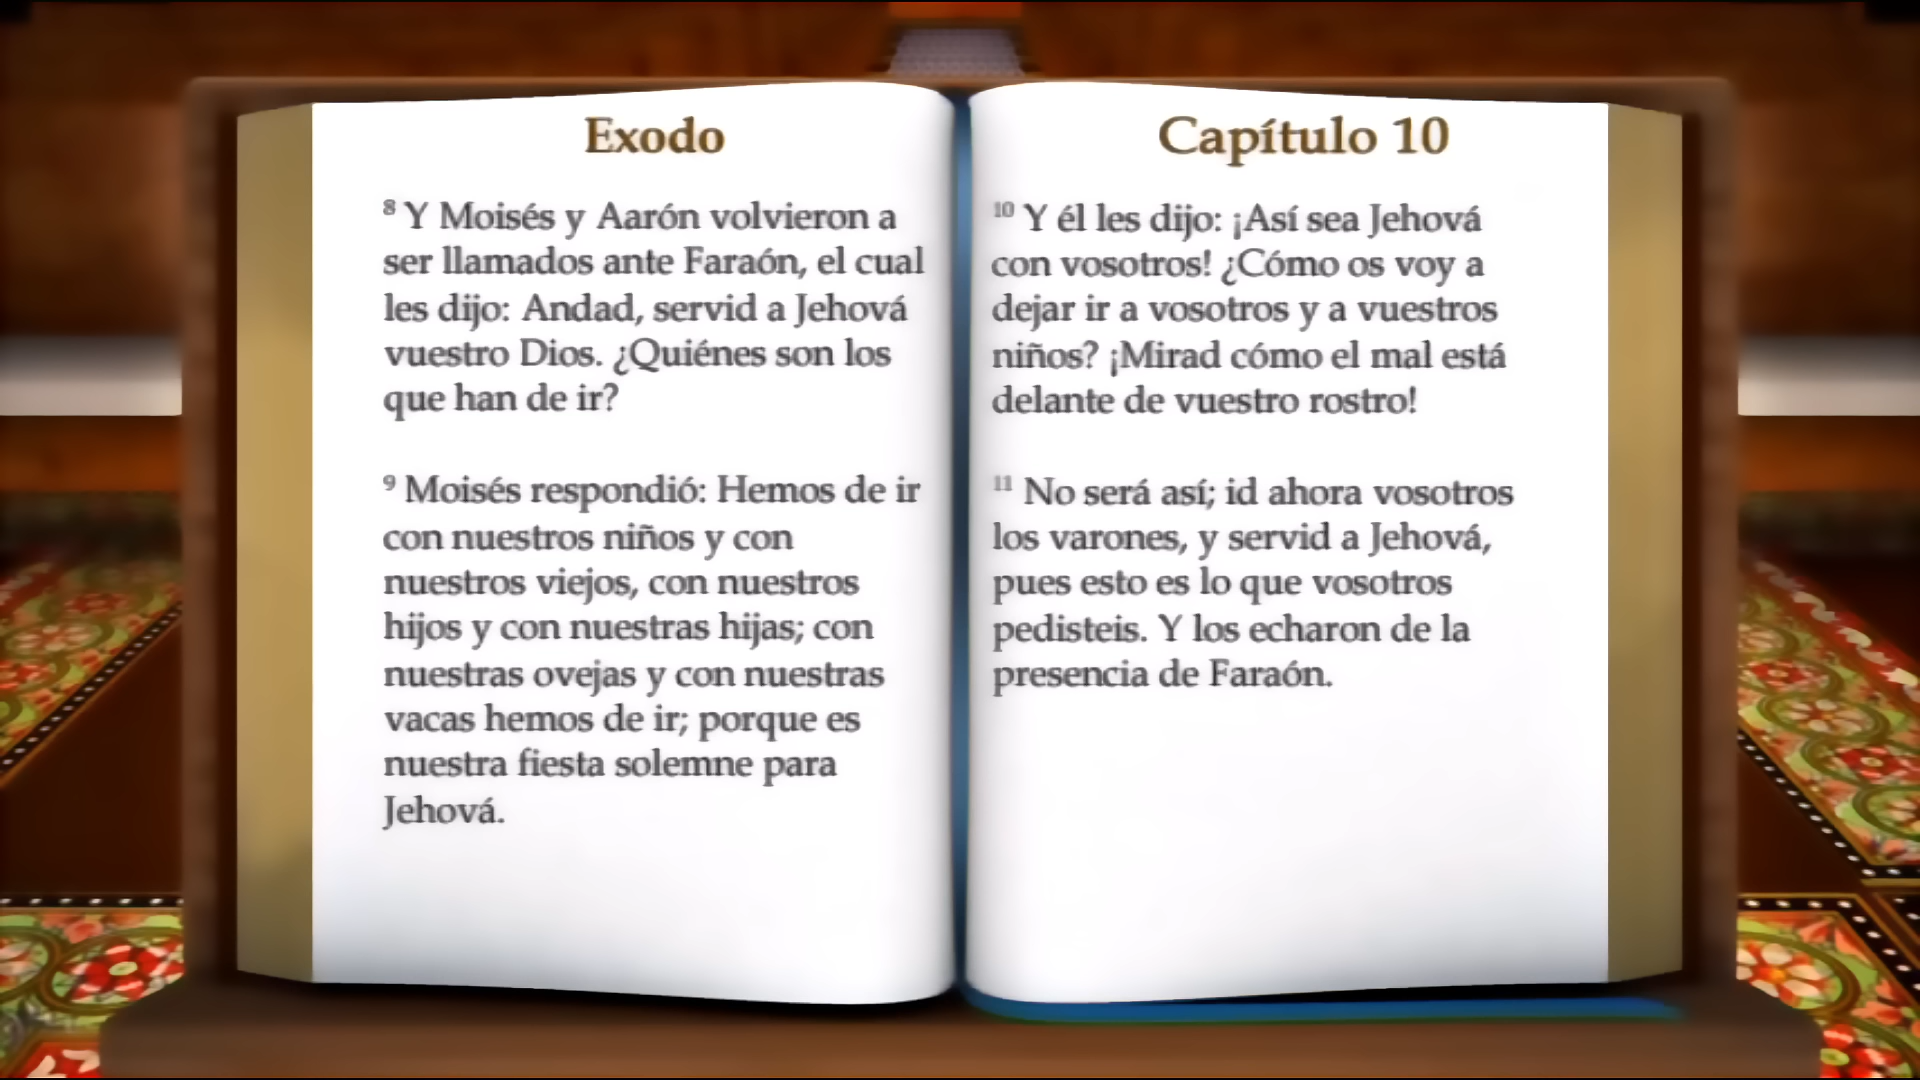 Exodo
8 Y Moisés y Aarón volvieron a
ser llamados ante Faraón, el cual
les dijo: Andad, servid a Jehová
vuestro Dios. ¿Quiénes son los
que han de ir?
9 Moisés respondió: Hemos de ir
con nuestros niños y con
nuestros viejos, con nuestros
hijos y con nuestras hijas; con
nuestras ovejas y con nuestras
vacas hemos de ir; porque es
nuestra fiesta solemne para
Jehová.
Capítulo 10
10 Y él les dijo: ¡Así sea Jehová
con vosotros! ¿Cómo os voy a
dejar ir a vosotros y a vuestros
niños? ¡Mirad cómo el mal está
delante de vuestro rostro!
11 No será así; id ahora vosotros
los varones, y servid a Jehová,
pues esto es lo que vosotros
pedisteis. Y los echaron de la
presencia de Faraón.